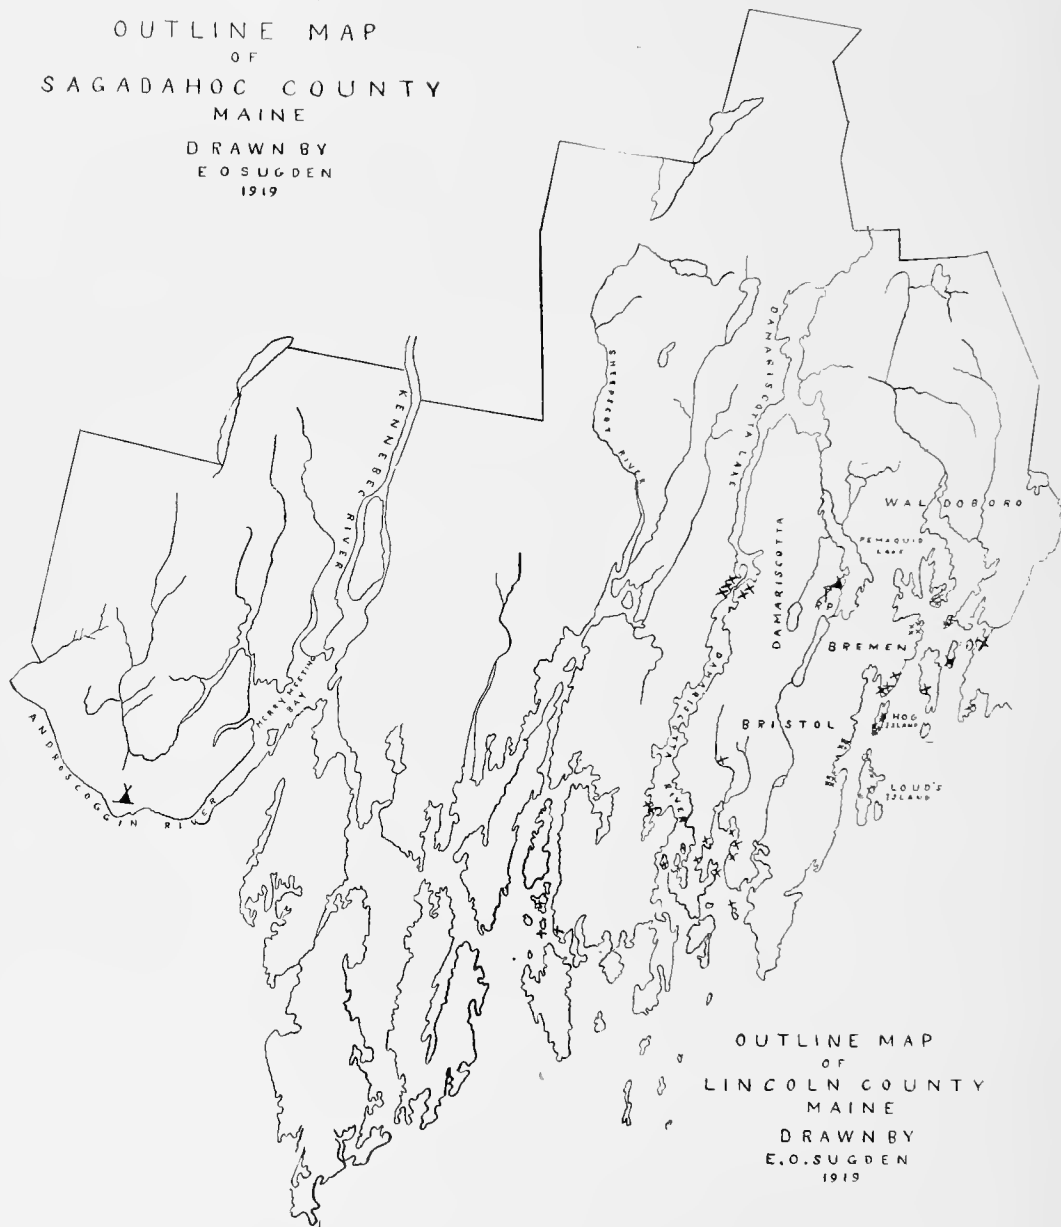 OUTLINE MAP
OF
SAGADAHOC COUNTY
MAINE
DRAWN BY
E O SUGDEN
1919
KENNEBEC
RIVER
SHEEPSCOT RIVER
DAMARISCOTTA LAKE
WALDOBORO
PEMAQUID
LAKE
DAMARISCOTTA
R P
BREMEN
MERRYMEETING
BAY
DAMARISCOTTA RIVER
BRISTOL
HOG
ISLAND
LOUD'S
ISLAND
ANDROSCOGGIN RIVER
OUTLINE MAP
OF
LINCOLN COUNTY
MAINE
DRAWN BY
E.O. SUGDEN
1919